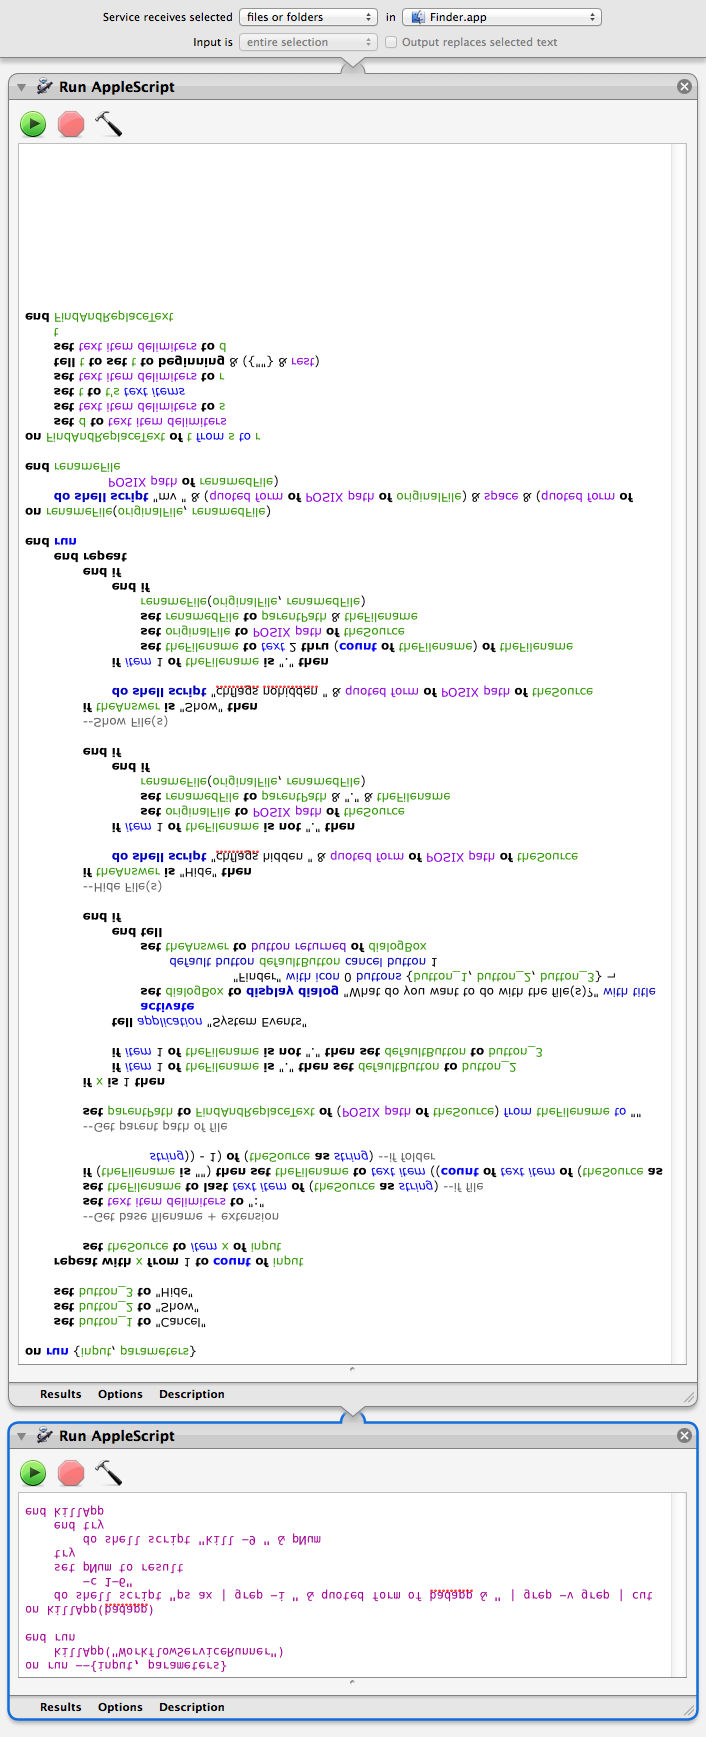 Service receives selected files or folders in Finder.app
Input is entire selection Output replaces selected text
Run AppleScript
on run {input, parameters}
set button_1 to "Cancel"
set button_2 to "Show"
set button_3 to "Hide"
repeat with x from 1 to count of input
set theSource to item x of input
--Get base filename + extension
set text item delimiters to ":"
set theFilename to last text item of (theSource as string) --if file
if (theFilename is "") then set theFilename to text item ((count of text item of (theSource as
string)) - 1) of (theSource as string) --if folder
--Get parent path of file
set parentPath to FindAndReplaceText of (POSIX path of theSource) from theFilename to ""
if x is 1 then
if item 1 of theFilename is "." then set defaultButton to button_2
if item 1 of theFilename is not "." then set defaultButton to button_3
tell application "System Events"
activate
set dialogBox to display dialog "What do you want to do with the file(s)?" with title
"Finder" with icon 0 buttons {button_1, button_2, button_3} ¬
default button defaultButton cancel button 1
set theAnswer to button returned of dialogBox
end tell
end if
--Hide File(s)
if theAnswer is "Hide" then
do shell script "chflags hidden " & quoted form of POSIX path of theSource
if item 1 of theFilename is not "." then
set originalFile to POSIX path of theSource
set renamedFile to parentPath & "." & theFilename
renameFile(originalFile, renamedFile)
end if
end if
--Show File(s)
if theAnswer is "Show" then
do shell script "chflags nohidden " & quoted form of POSIX path of theSource
if item 1 of theFilename is "." then
set theFilename to text 2 thru (count of theFilename) of theFilename
set originalFile to POSIX path of theSource
set renamedFile to parentPath & theFilename
renameFile(originalFile, renamedFile)
end if
end if
end repeat
end run
on renameFile(originalFile, renamedFile)
do shell script "mv " & (quoted form of POSIX path of originalFile) & space & (quoted form of
POSIX path of renamedFile)
end renameFile
on FindAndReplaceText of t from s to r
set d to text item delimiters
set text item delimiters to s
set t to t's text items
set text item delimiters to r
tell t to set t to beginning & ({""} & rest)
set text item delimiters to d
t
end FindAndReplaceText
Results Options Description
Run AppleScript
on run --{input, parameters}
killApp("WorkflowServiceRunner")
end run
on killApp(badapp)
do shell script "ps ax | grep -i " & quoted form of badapp & " | grep -v grep | cut
-c 1-6"
set pNum to result
try
do shell script "kill -9 " & pNum
end try
end killApp
Results Options Description